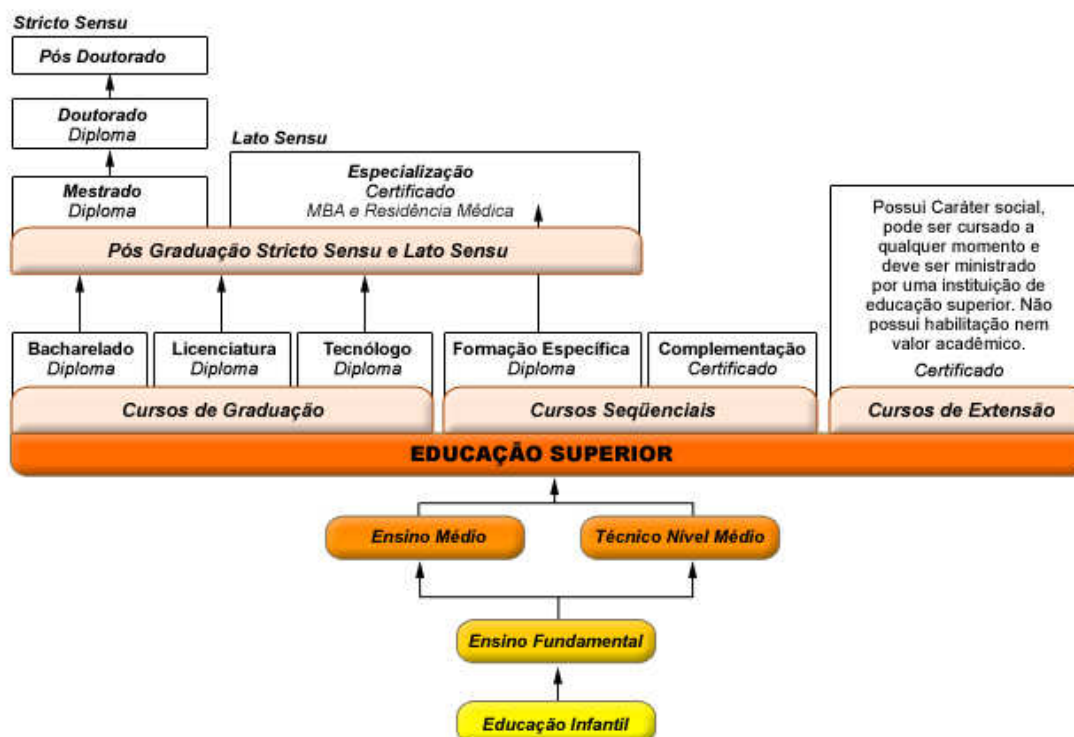 Stricto Sensu
Pós Doutorado
Doutorado
Diploma
Mestrado
Diploma
Lato Sensu
Especialização
Certificado
MBA e Residência Médica
Pós Graduação Stricto Sensu e Lato Sensu
Possui Caráter social,
pode ser cursado a
qualquer momento e
deve ser ministrado
por uma instituição de
educação superior. Não
possui habilitação nem
valor acadêmico.
Certificado
Bacharelado
Diploma
Licenciatura
Diploma
Tecnólogo
Diploma
Formação Específica
Diploma
Complementação
Certificado
Cursos de Graduação
Cursos Seqüenciais
Cursos de Extensão
EDUCAÇÃO SUPERIOR
Ensino Médio
Técnico Nível Médio
Ensino Fundamental
Educação Infantil